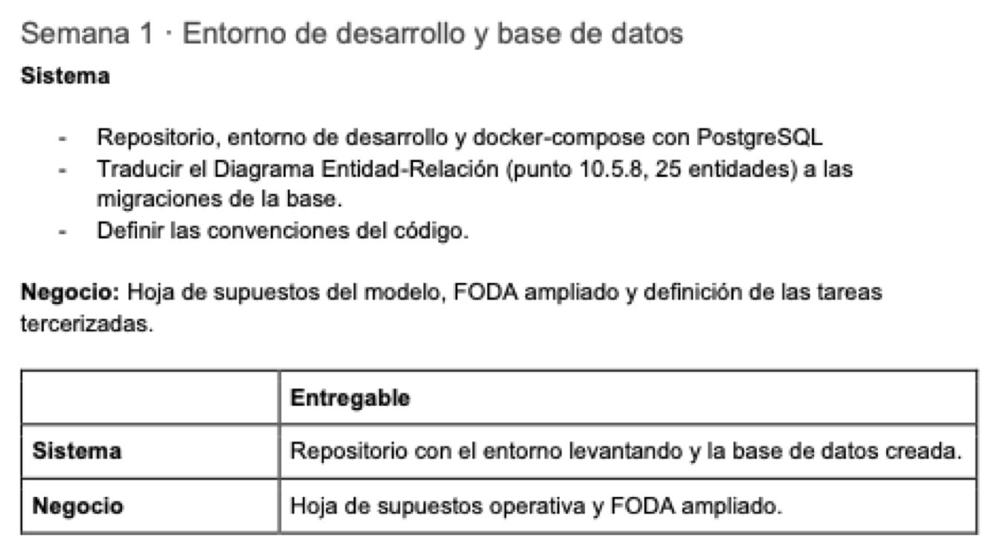 Semana 1 · Entorno de desarrollo y base de datos
Sistema
- Repositorio, entorno de desarrollo y docker-compose con PostgreSQL
- Traducir el Diagrama Entidad-Relación (punto 10.5.8, 25 entidades) a las
migraciones de la base.
- Definir las convenciones del código.
Negocio: Hoja de supuestos del modelo, FODA ampliado y definición de las tareas
tercerizadas.
Entregable
Sistema Repositorio con el entorno levantando y la base de datos creada.
Negocio Hoja de supuestos operativa y FODA ampliado.